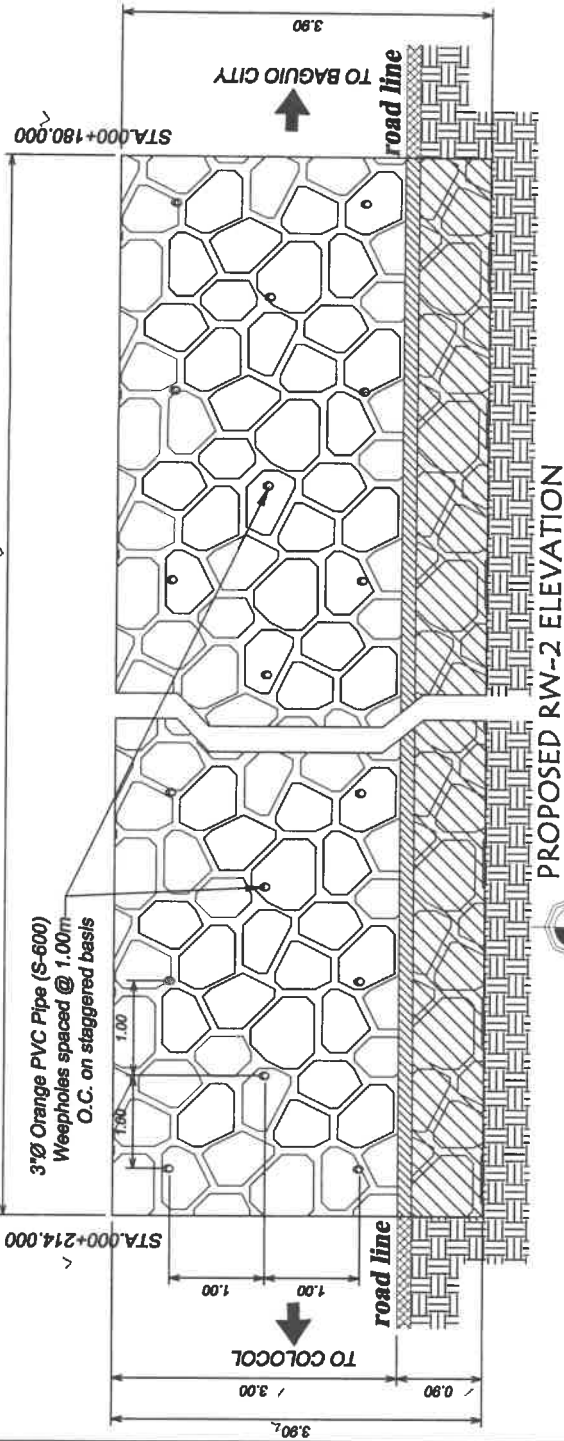 STA.000+214.000
STA.000+180.000
3"Ø Orange PVC Pipe (S-600)
Weepholes spaced @ 1.00m
O.C. on staggered basis
1.00
1.00
1.00
TO COLOCOL
TO BAGUIO CITY
road line
road line
3.90
3.00
0.90
3.90
PROPOSED RW-2 ELEVATION